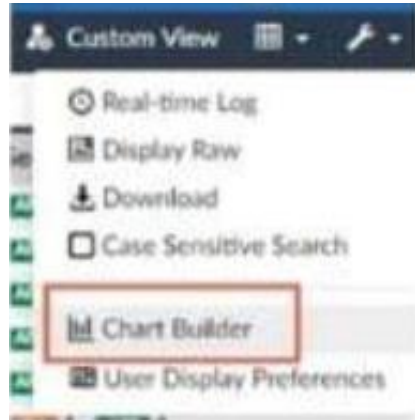 Custom View
Real-time Log
Display Raw
Download
Case Sensitive Search
Chart Builder
User Display Preferences